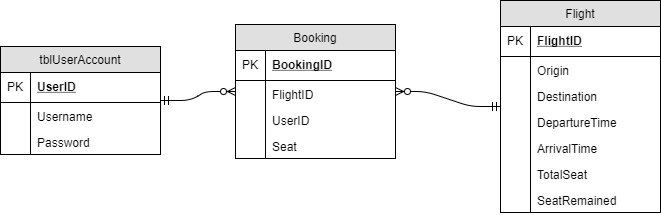 tblUserAccount
PK UserID
Username
Password
Booking
PK BookingID
FlightID
UserID
Seat
Flight
PK FlightID
Origin
Destination
DepartureTime
ArrivalTime
TotalSeat
SeatRemained